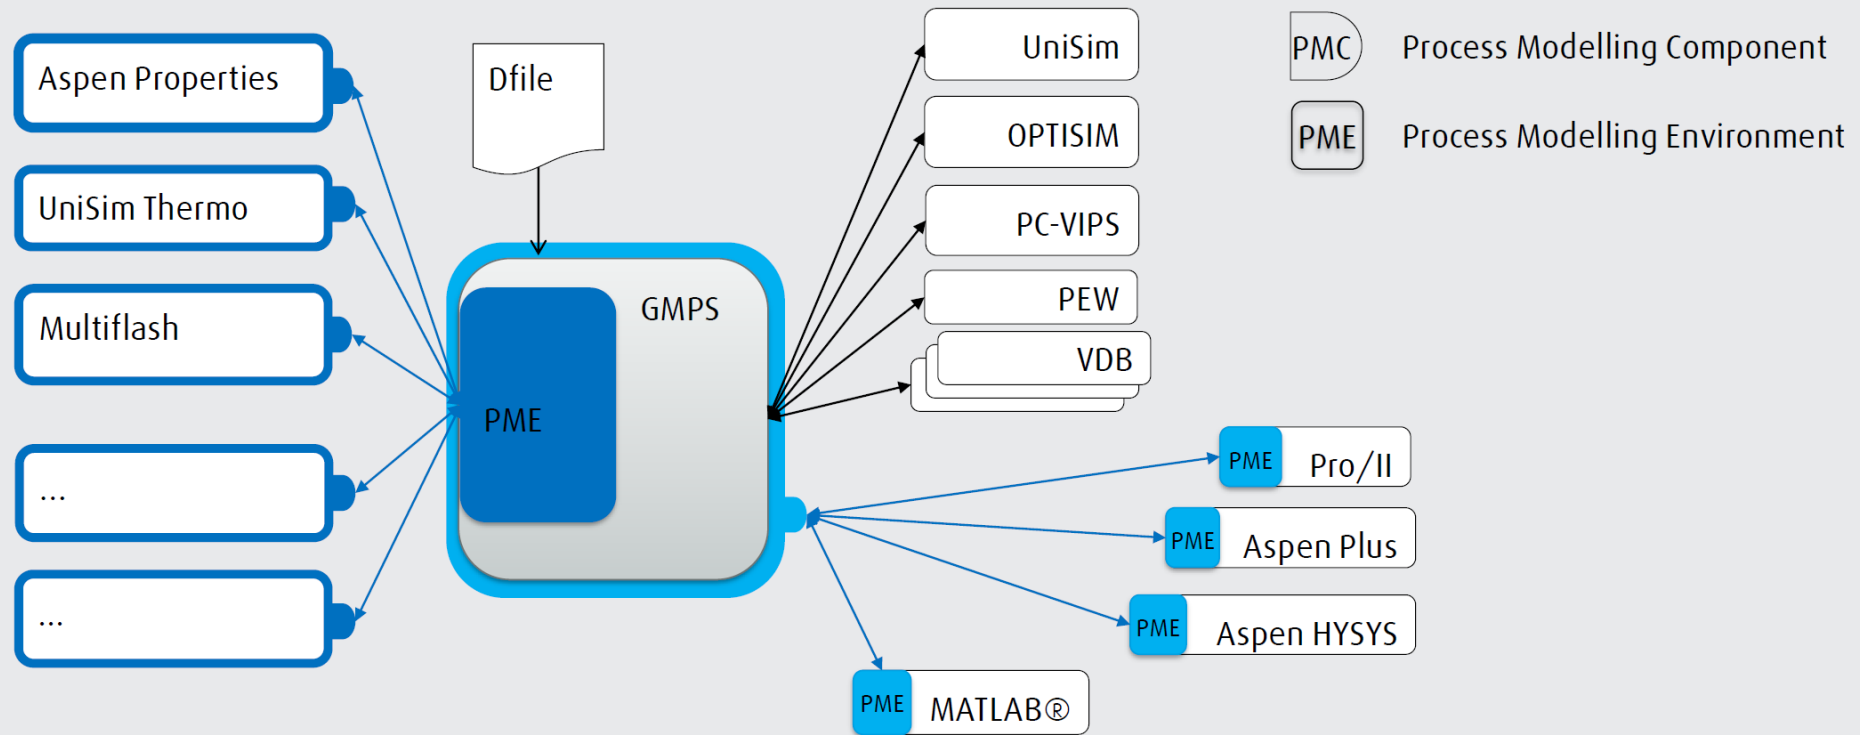 Aspen Properties
UniSim Thermo
Multiflash
...
...
Dfile
GMPS
PME
UniSim
OPTISIM
PC-VIPS
PEW
VDB
PME Pro/II
PME Aspen Plus
PME Aspen HYSYS
PME MATLAB®
PMC Process Modelling Component
PME Process Modelling Environment